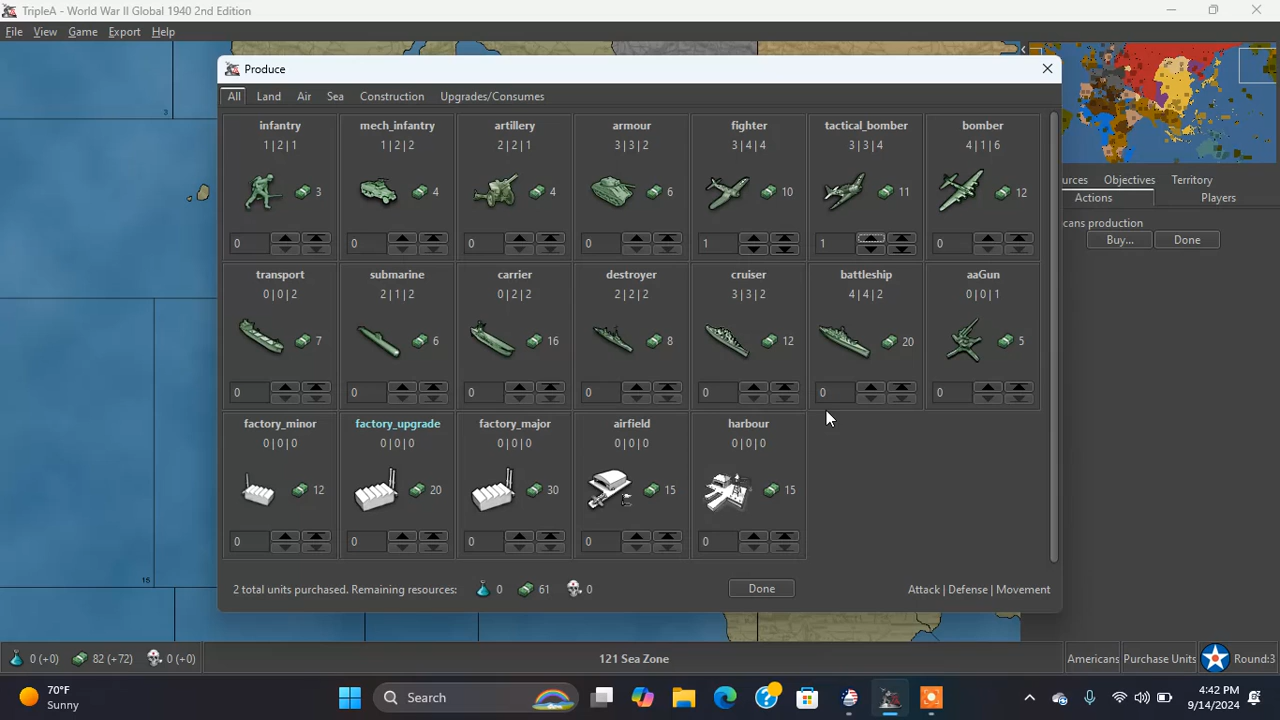 TripleA - World War II Global 1940 2nd Edition
File View Game Export Help
Produce
All Land Air Sea Construction Upgrades/Consumes
infantry mech_infantry artillery armour fighter tactical_bomber bomber
1|2|1 1|2|2 2|2|1 3|3|2 3|4|4 3|3|4 4|1|6
3 4 4 6 10 11 12
0 0 0 0 1 1 0
transport submarine carrier destroyer cruiser battleship aaGun
0|0|2 2|1|2 0|2|2 2|2|2 3|3|2 4|4|2 0|0|1
7 6 16 8 12 20 5
0 0 0 0 0 0 0
factory_minor factory_upgrade factory_major airfield harbour
0|0|0 0|0|0 0|0|0 0|0|0 0|0|0
12 20 30 15 15
0 0 0 0 0
2 total units purchased. Remaining resources: 0 61 0 Done Attack | Defense | Movement
3
15
urces Objectives Territory
Actions Players
cans production
Buy... Done
0 (+0) 82 (+72) 0 (+0) 121 Sea Zone Americans Purchase Units Round:3
70°F
Sunny
Search
4:42 PM
9/14/2024